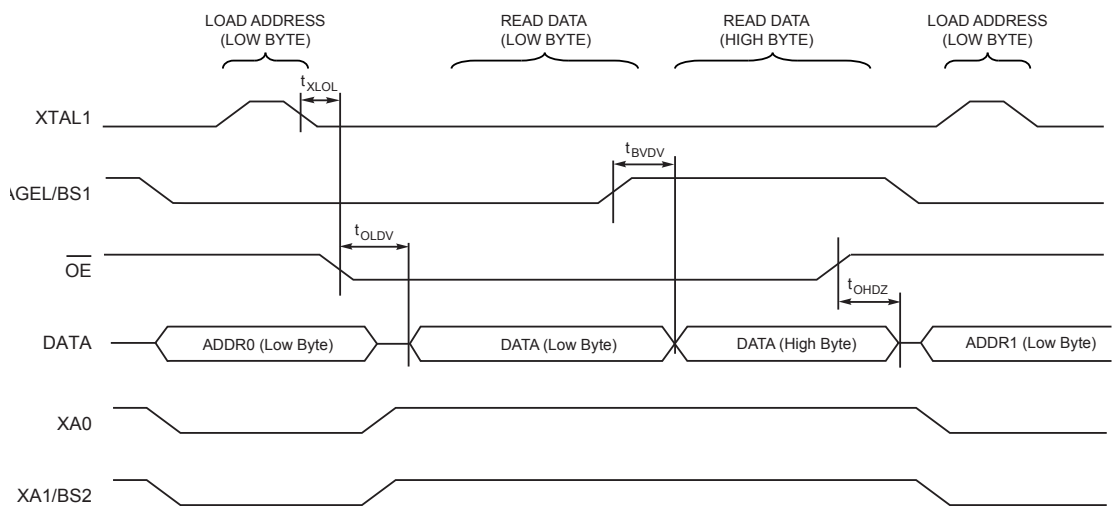 LOAD ADDRESS
(LOW BYTE)
READ DATA
(LOW BYTE)
READ DATA
(HIGH BYTE)
LOAD ADDRESS
(LOW BYTE)
tXLOL
XTAL1
tBVDV
AGEL/BS1
tOLDV
OE
tOHDZ
DATA
ADDR0 (Low Byte)
DATA (Low Byte)
DATA (High Byte)
ADDR1 (Low Byte)
XA0
XA1/BS2